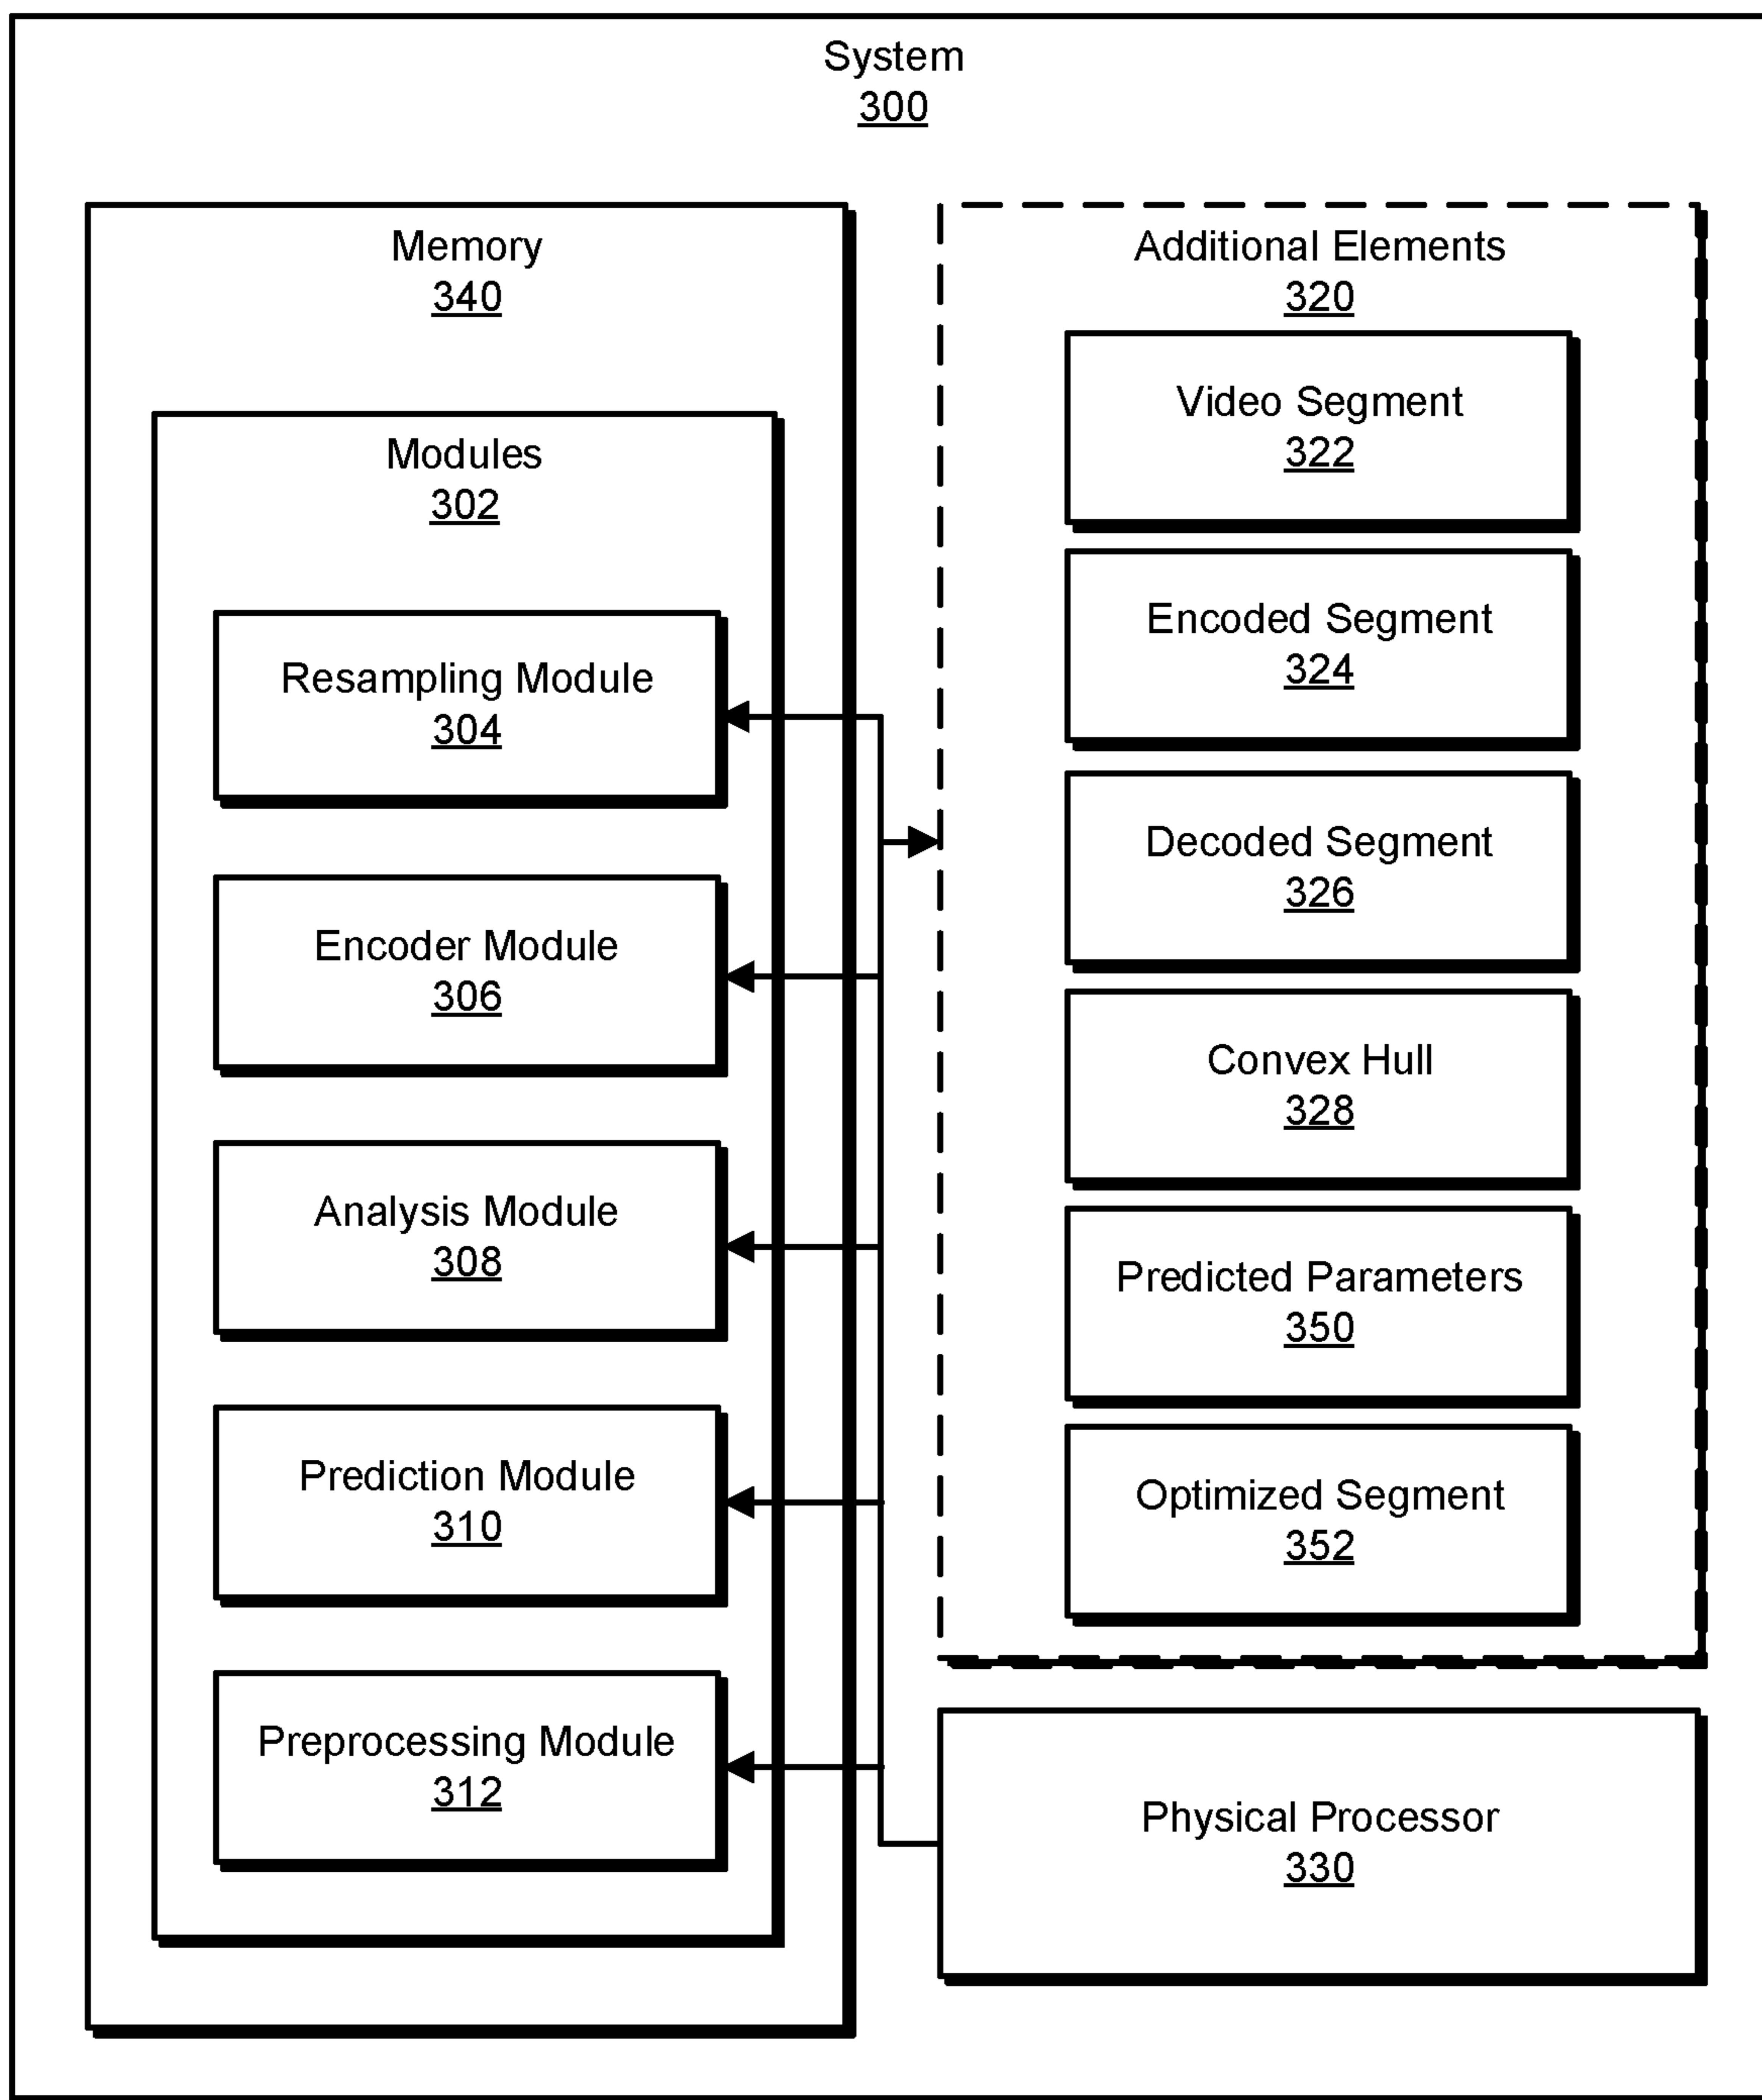 System
300
Memory
340
Modules
302
Resampling Module
304
Encoder Module
306
Analysis Module
308
Prediction Module
310
Preprocessing Module
312
Additional Elements
320
Video Segment
322
Encoded Segment
324
Decoded Segment
326
Convex Hull
328
Predicted Parameters
350
Optimized Segment
352
Physical Processor
330